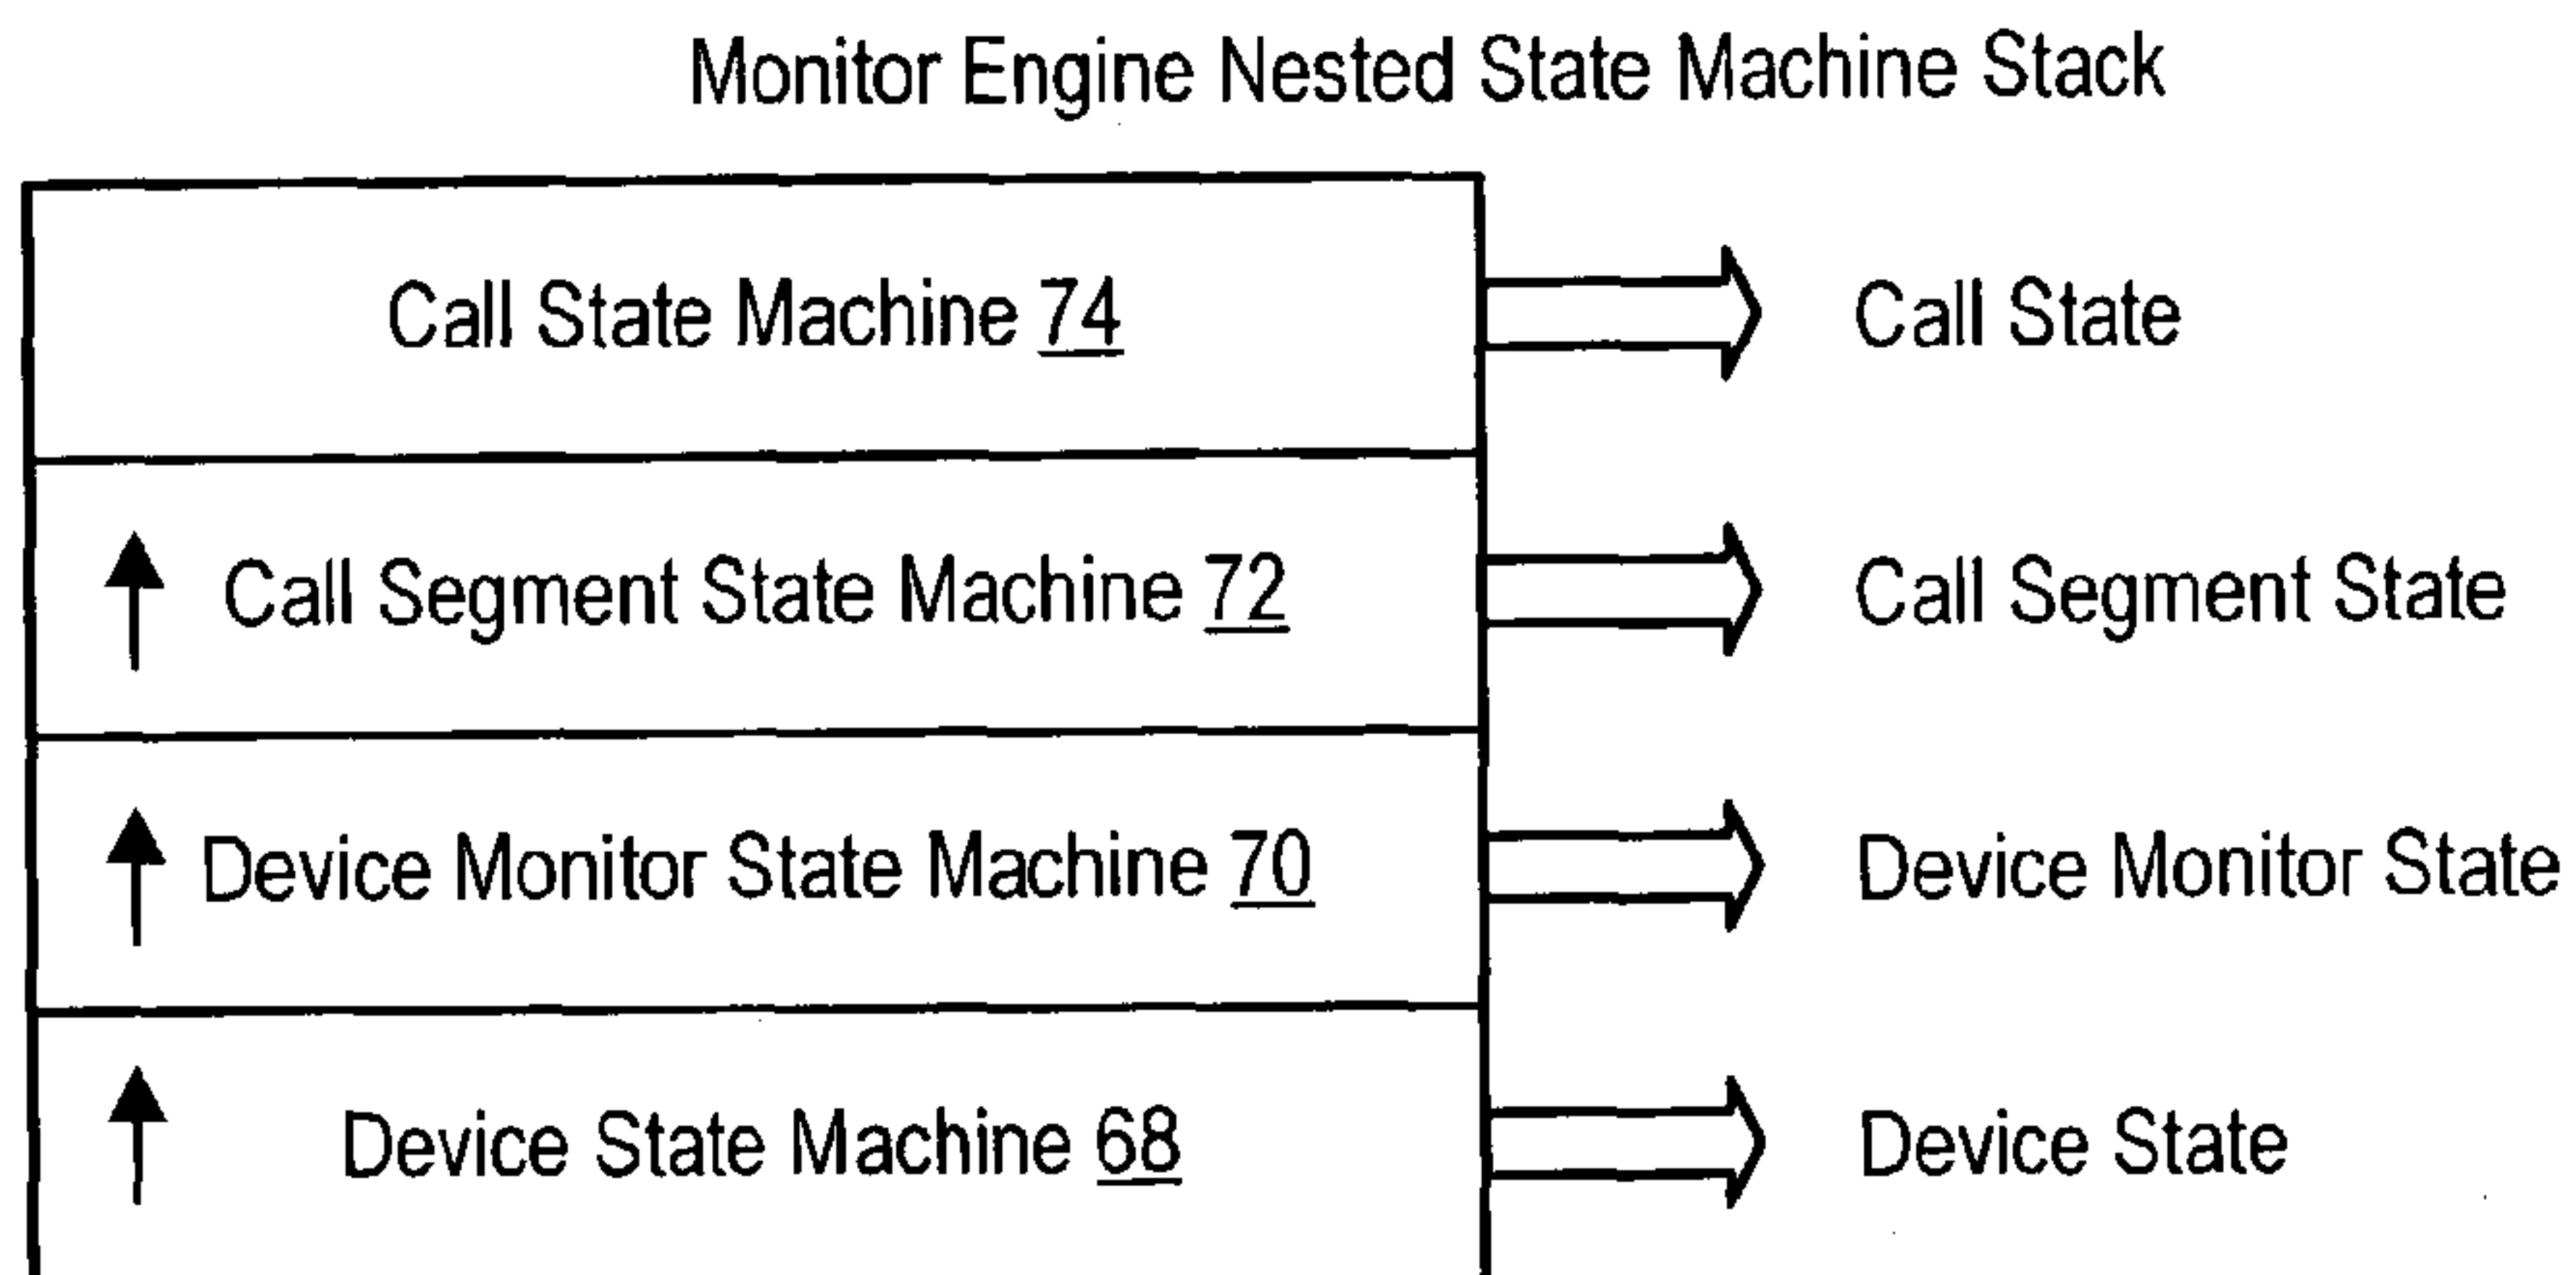 Monitor Engine Nested State Machine Stack
Call State Machine 74
Call State
Call Segment State Machine 72
Call Segment State
Device Monitor State Machine 70
Device Monitor State
Device State Machine 68
Device State